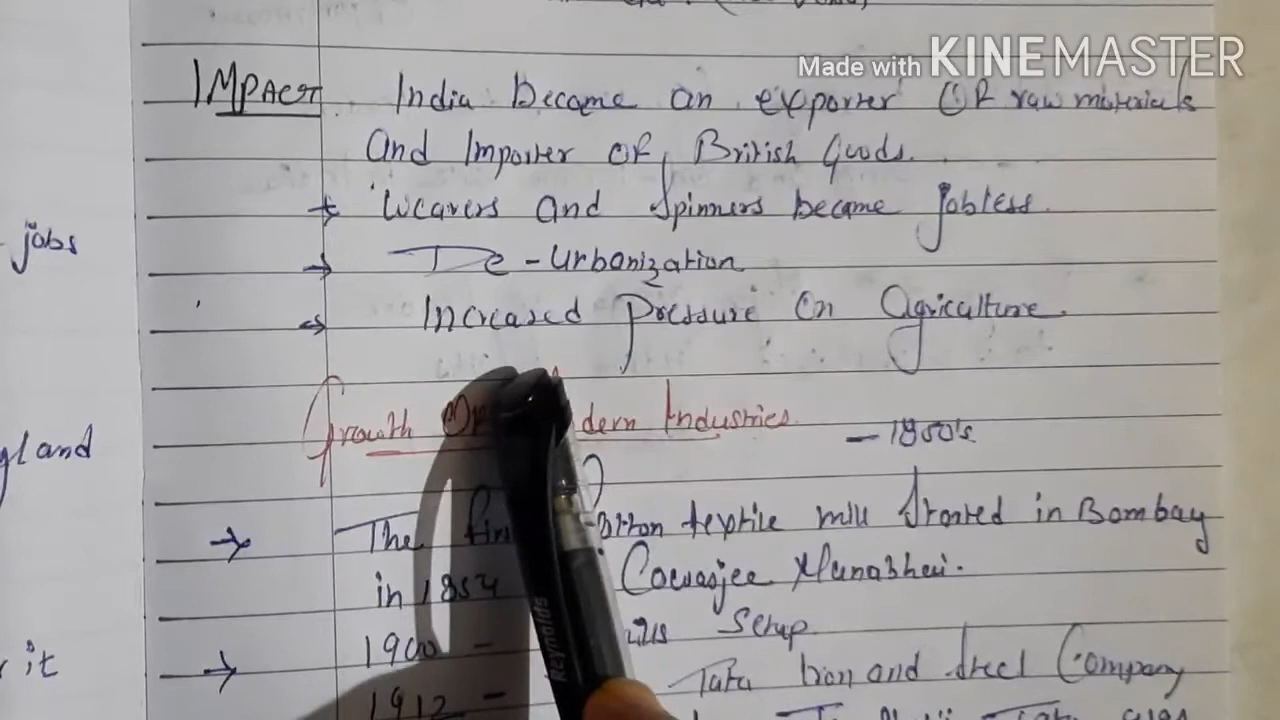 Made with KINEMASTER
IMPACT India became an exporter OF raw materials
And Importer OF British Goods.
→ Weavers and Spinners became jobless.
jobs
→ De-Urbanization
→ Increased Pressure On Agriculture.
Growth dern Industries - 1850's
gland
→ The tton textile mill Started in Bombay
in 1854 Cowasjee Nanabhai.
1900 - Setup
it → Tata Iron and Steel Company
1912 -
Reynolds